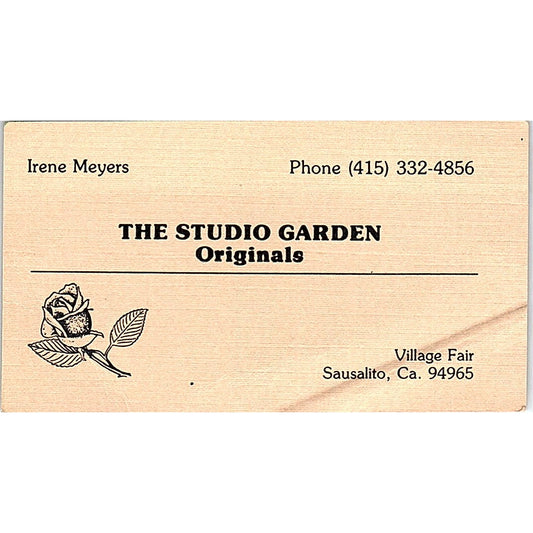 Irene Meyers
Phone (415) 332-4856
THE STUDIO GARDEN
Originals
Village Fair
Sausalito, Ca. 94965